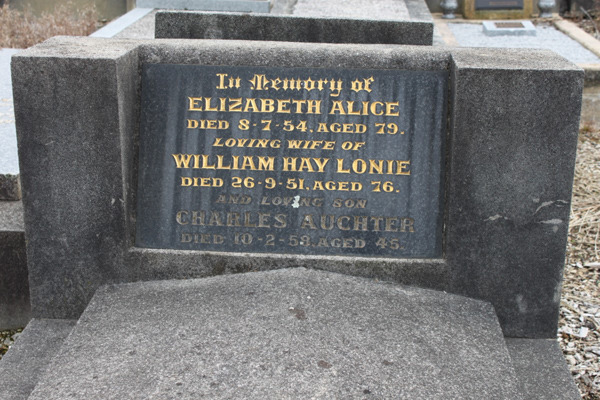 In Memory of
ELIZABETH ALICE
DIED 8-7-54, AGED 79.
LOVING WIFE OF
WILLIAM HAY LONIE
DIED 26-9-51, AGED 76.
AND LOVING SON
CHARLES AUCHTER
DIED 10-2-53, AGED 45.